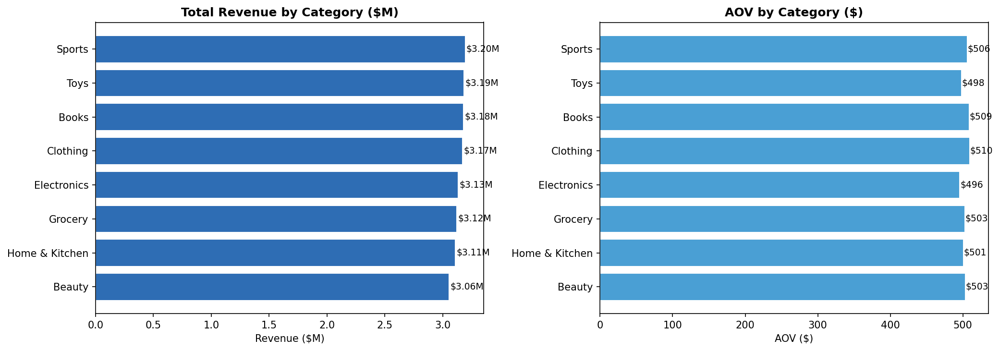 Total Revenue by Category ($M)
Sports
$3.20M
Toys
$3.19M
Books
$3.18M
Clothing
$3.17M
Electronics
$3.13M
Grocery
$3.12M
Home & Kitchen
$3.11M
Beauty
$3.06M
0.0 0.5 1.0 1.5 2.0 2.5 3.0
Revenue ($M)
AOV by Category ($)
Sports
$506
Toys
$498
Books
$509
Clothing
$510
Electronics
$496
Grocery
$503
Home & Kitchen
$501
Beauty
$503
0 100 200 300 400 500
AOV ($)